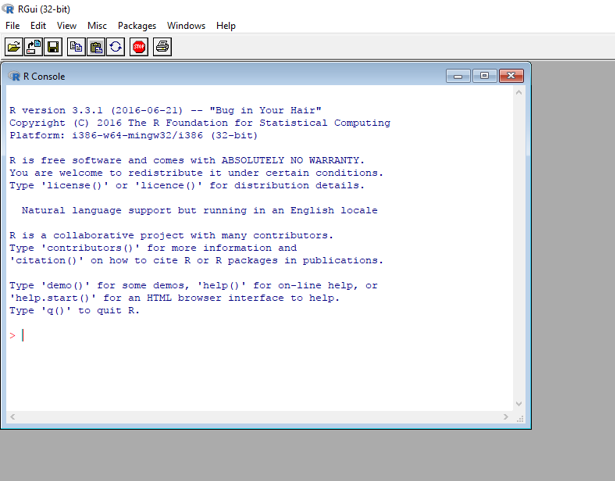 RGui (32-bit)
File Edit View Misc Packages Windows Help
STOP
R Console
R version 3.3.1 (2016-06-21) -- "Bug in Your Hair"
Copyright (C) 2016 The R Foundation for Statistical Computing
Platform: i386-w64-mingw32/i386 (32-bit)
R is free software and comes with ABSOLUTELY NO WARRANTY.
You are welcome to redistribute it under certain conditions.
Type 'license()' or 'licence()' for distribution details.
Natural language support but running in an English locale
R is a collaborative project with many contributors.
Type 'contributors()' for more information and
'citation()' on how to cite R or R packages in publications.
Type 'demo()' for some demos, 'help()' for on-line help, or
'help.start()' for an HTML browser interface to help.
Type 'q()' to quit R.
>